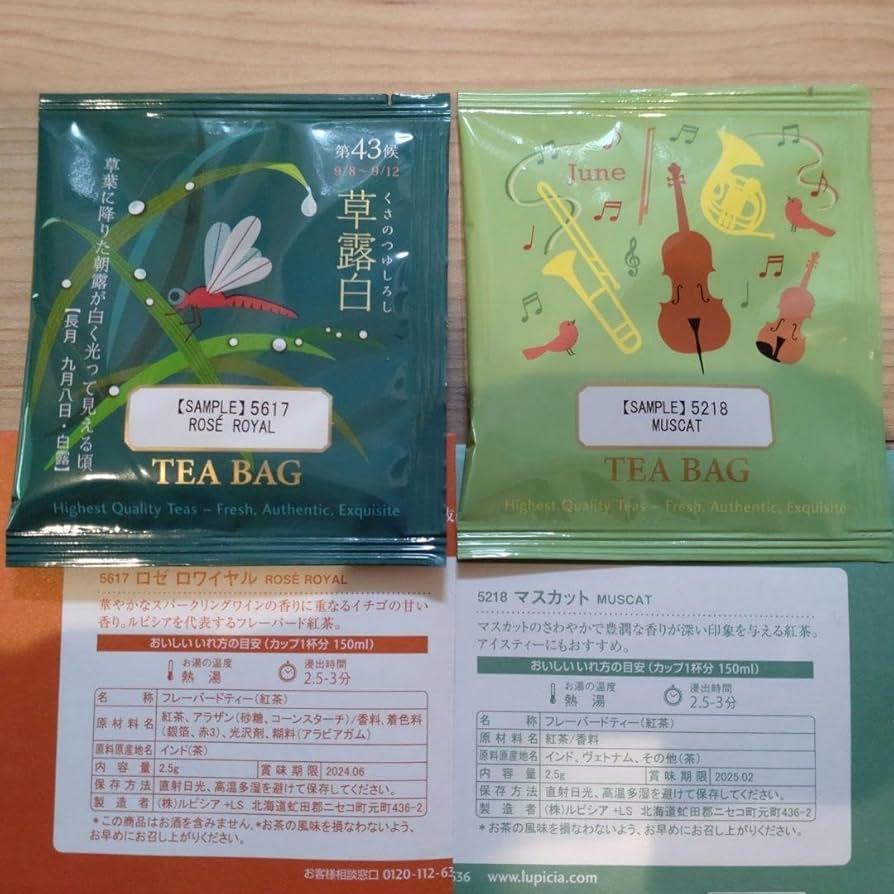 第43候
9/8～9/12
草露白
くさのつゆしろし
草葉に降りた朝露が白く光って見える頃
【長月 九月八日・白露】
【SAMPLE】5617
ROSÉ ROYAL
TEA BAG
Highest Quality Teas – Fresh, Authentic, Exquisite
June
【SAMPLE】5218
MUSCAT
TEA BAG
Highest Quality Teas – Fresh, Authentic, Exquisite
5617 ロゼ ロワイヤル ROSÉ ROYAL
華やかなスパークリングワインの香りに重なるイチゴの甘い
香り。ルピシアを代表するフレーバード紅茶。
おいしいいれ方の目安(カップ1杯分 150ml)
お湯の温度
熱湯
浸出時間
2.5-3分
名称 フレーバードティー(紅茶)
原材料名 紅茶、アラザン(砂糖、コーンスターチ)/香料、着色料
(銀箔、赤3)、光沢剤、糊料(アラビアガム)
原料原産地名 インド(茶)
内容量 2.5g 賞味期限 2024.06
保存方法 直射日光、高温多湿を避けて保存してください。
製造者 (株)ルピシア +LS 北海道虻田郡ニセコ町元町436-2
*この商品はお酒を含みません。*お茶の風味を損なわないよう、
お早めにお召し上がりください。
お客様相談窓口 0120-112-63
5218 マスカット MUSCAT
マスカットのさわやかで豊潤な香りが深い印象を与える紅茶。
アイスティーにもおすすめ。
おいしいいれ方の目安(カップ1杯分 150ml)
お湯の温度
熱湯
浸出時間
2.5-3分
名称 フレーバードティー(紅茶)
原材料名 紅茶/香料
原料原産地名 インド、ヴェトナム、その他(茶)
内容量 2.5g 賞味期限 2025.02
保存方法 直射日光、高温多湿を避けて保存してください。
製造者 (株)ルピシア +LS 北海道虻田郡ニセコ町元町436-2
*お茶の風味を損なわないよう、お早めにお召し上がりください。
636 www.lupicia.com